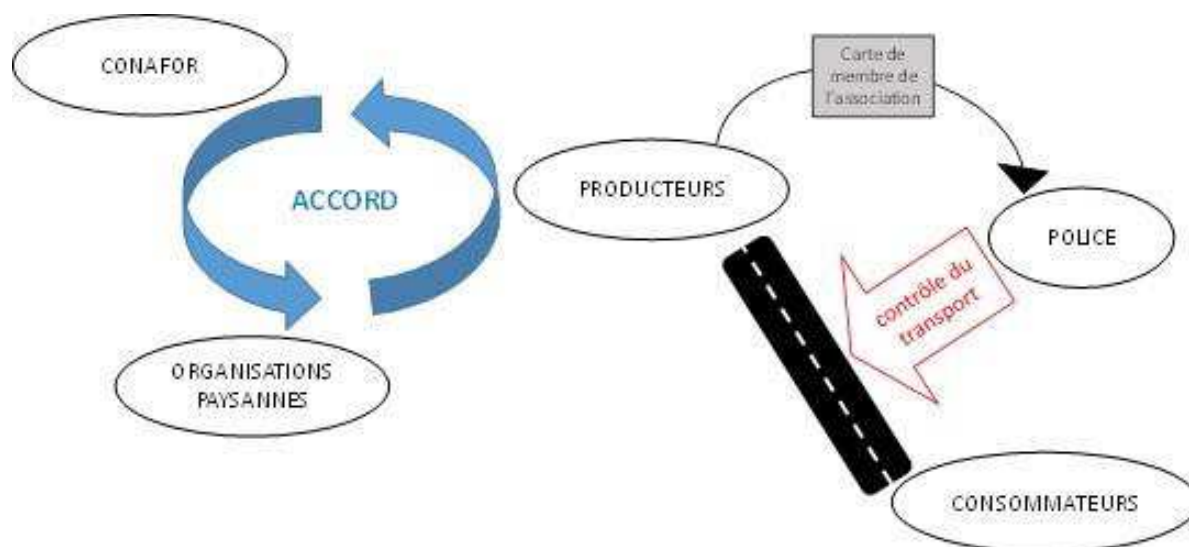 CONAFOR
ACCORD
ORGANISATIONS
PAYSANNES
Carte de
membre de
l'association
PRODUCTEURS
POLICE
contrôle du
transport
CONSOMMATEURS